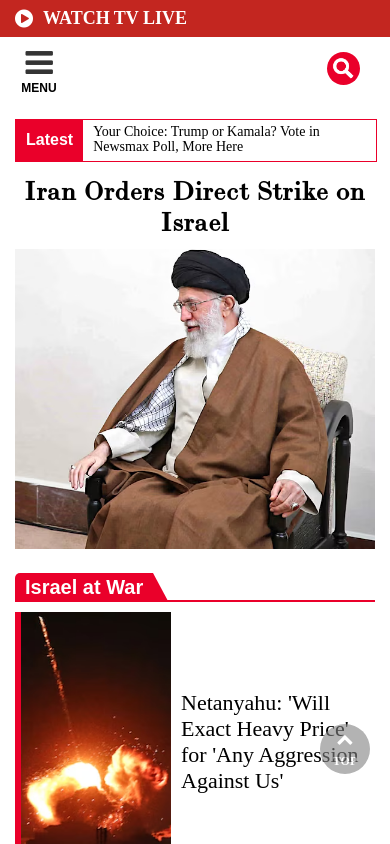 WATCH TV LIVE
MENU
Latest
Your Choice: Trump or Kamala? Vote in
Newsmax Poll, More Here
Iran Orders Direct Strike on
Israel
Israel at War
Netanyahu: 'Will
Exact Heavy Price'
for 'Any Aggression
Against Us'
TOP